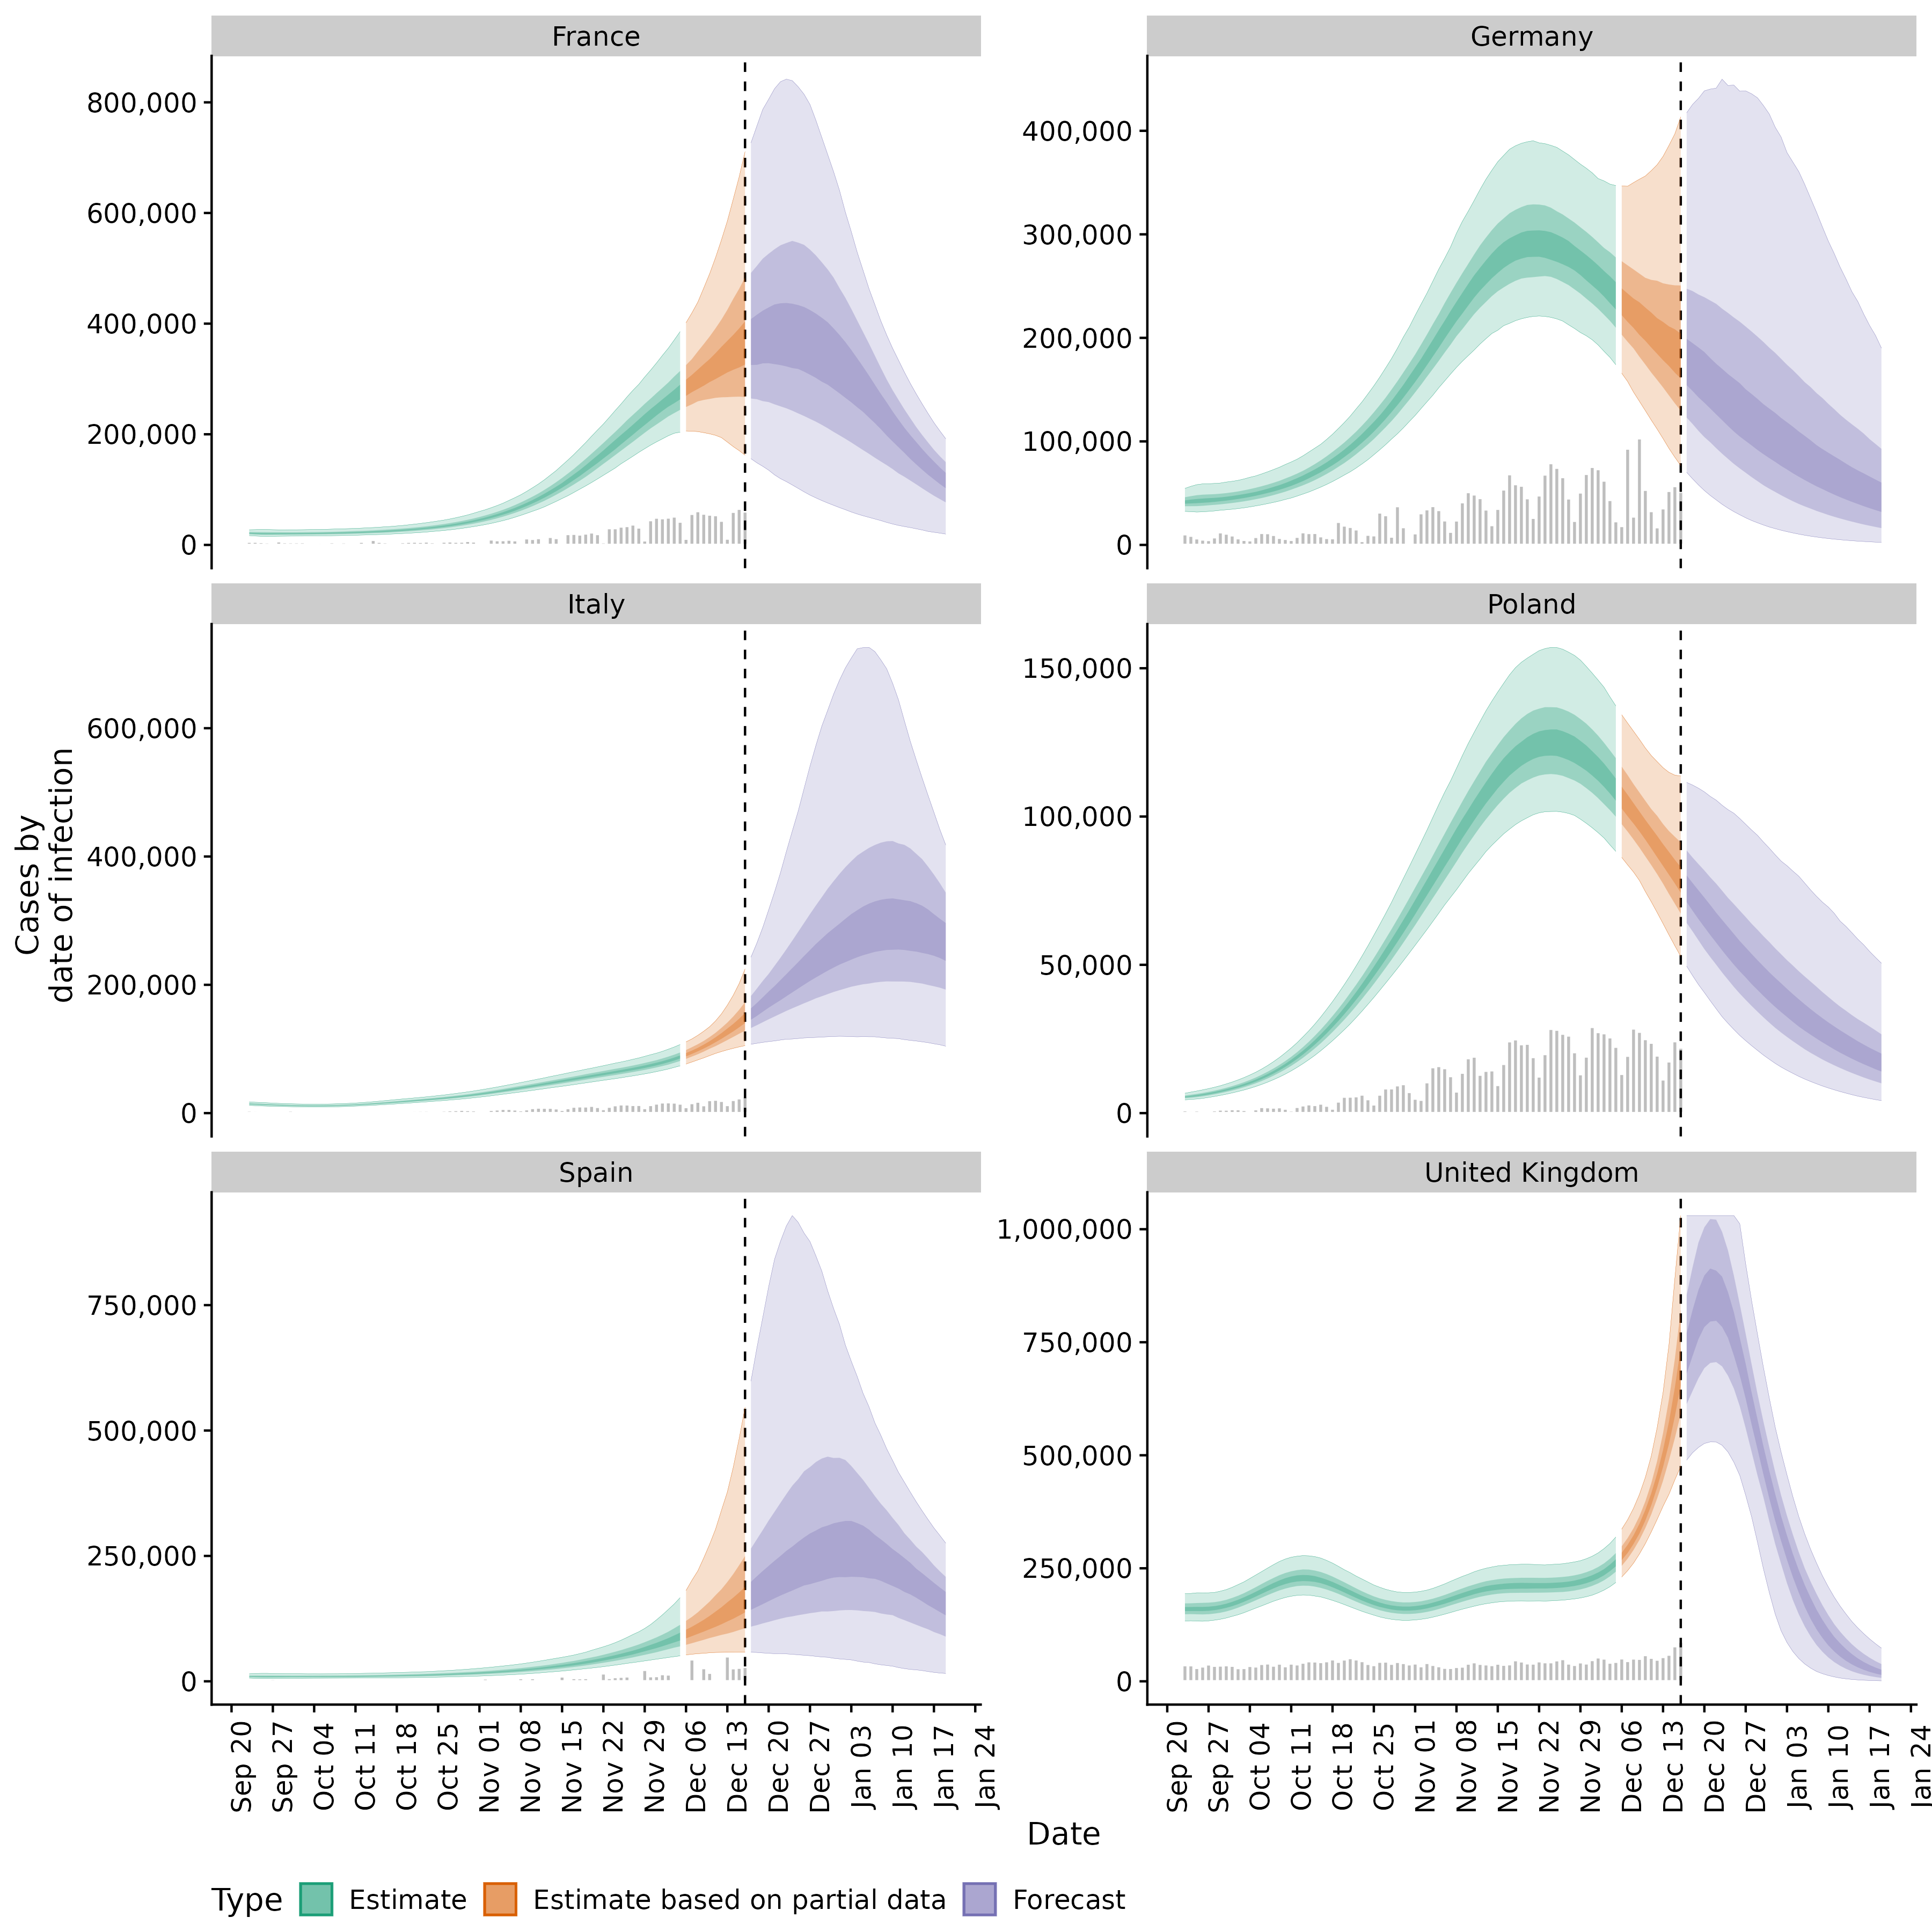 France
Germany
800,000
600,000
400,000
200,000
0
400,000
300,000
200,000
100,000
0
Italy
Poland
600,000
400,000
200,000
0
150,000
100,000
50,000
0
Cases by
date of infection
Spain
United Kingdom
750,000
500,000
250,000
0
1,000,000
750,000
500,000
250,000
0
Sep 20 Sep 27 Oct 04 Oct 11 Oct 18 Oct 25 Nov 01 Nov 08 Nov 15 Nov 22 Nov 29 Dec 06 Dec 13 Dec 20 Dec 27 Jan 03 Jan 10 Jan 17 Jan 24
Sep 20 Sep 27 Oct 04 Oct 11 Oct 18 Oct 25 Nov 01 Nov 08 Nov 15 Nov 22 Nov 29 Dec 06 Dec 13 Dec 20 Dec 27 Jan 03 Jan 10 Jan 17 Jan 24
Date
Type Estimate Estimate based on partial data Forecast